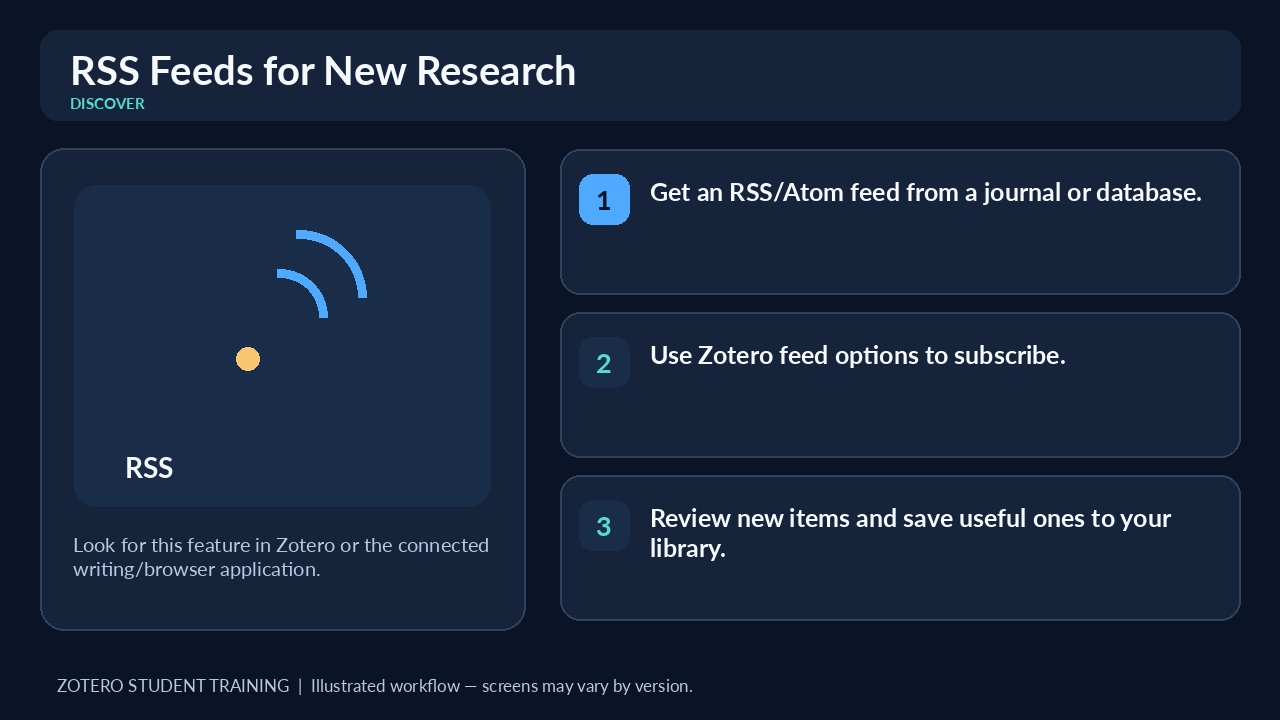 RSS Feeds for New Research
DISCOVER
RSS
Look for this feature in Zotero or the connected
writing/browser application.
1
Get an RSS/Atom feed from a journal or database.
2
Use Zotero feed options to subscribe.
3
Review new items and save useful ones to your
library.
ZOTERO STUDENT TRAINING | Illustrated workflow — screens may vary by version.